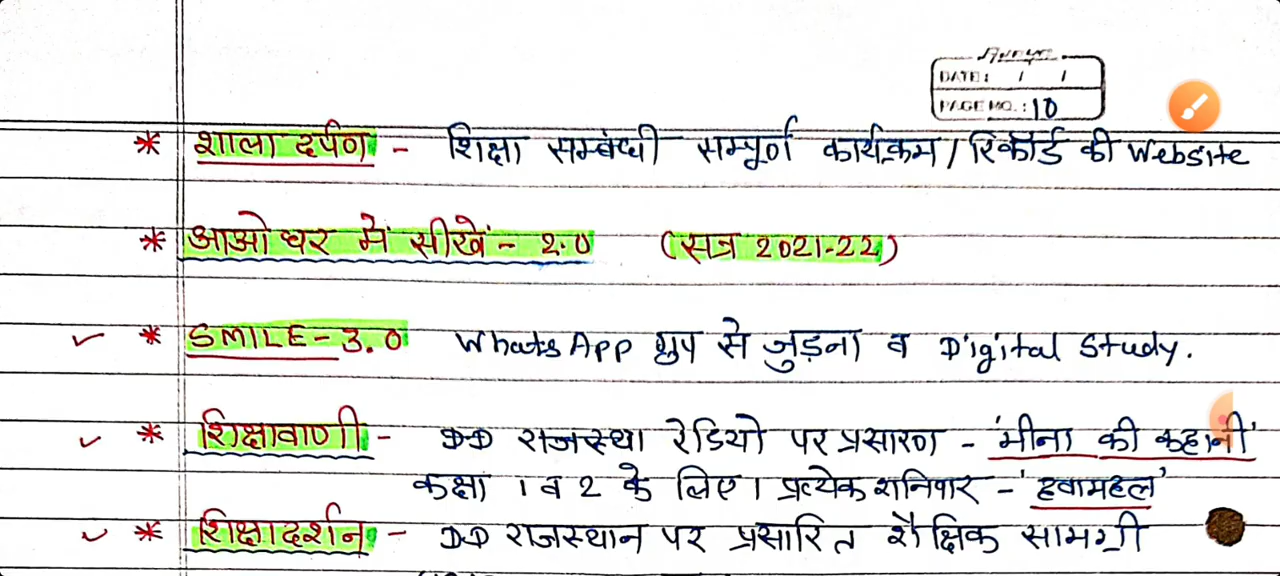 DATE: / /
PAGE NO.: 10
* शाला दर्पण - शिक्षा सम्बंधी सम्पूर्ण कार्यक्रम / रिकॉर्ड की Website
* आओ घर में सीखें - 2.0 (सत्र 2021-22)
* SMILE - 3.0 WhatsApp ग्रुप से जुड़ना व Digital Study.
* शिक्षावाणी - DD राजस्था रेडियो पर प्रसारण - 'मीना की कहानी'
कक्षा 1 व 2 के लिए। प्रत्येक शनिवार - 'हवामहल'
* शिक्षादर्शन - DD राजस्थान पर प्रसारित शैक्षिक सामग्री